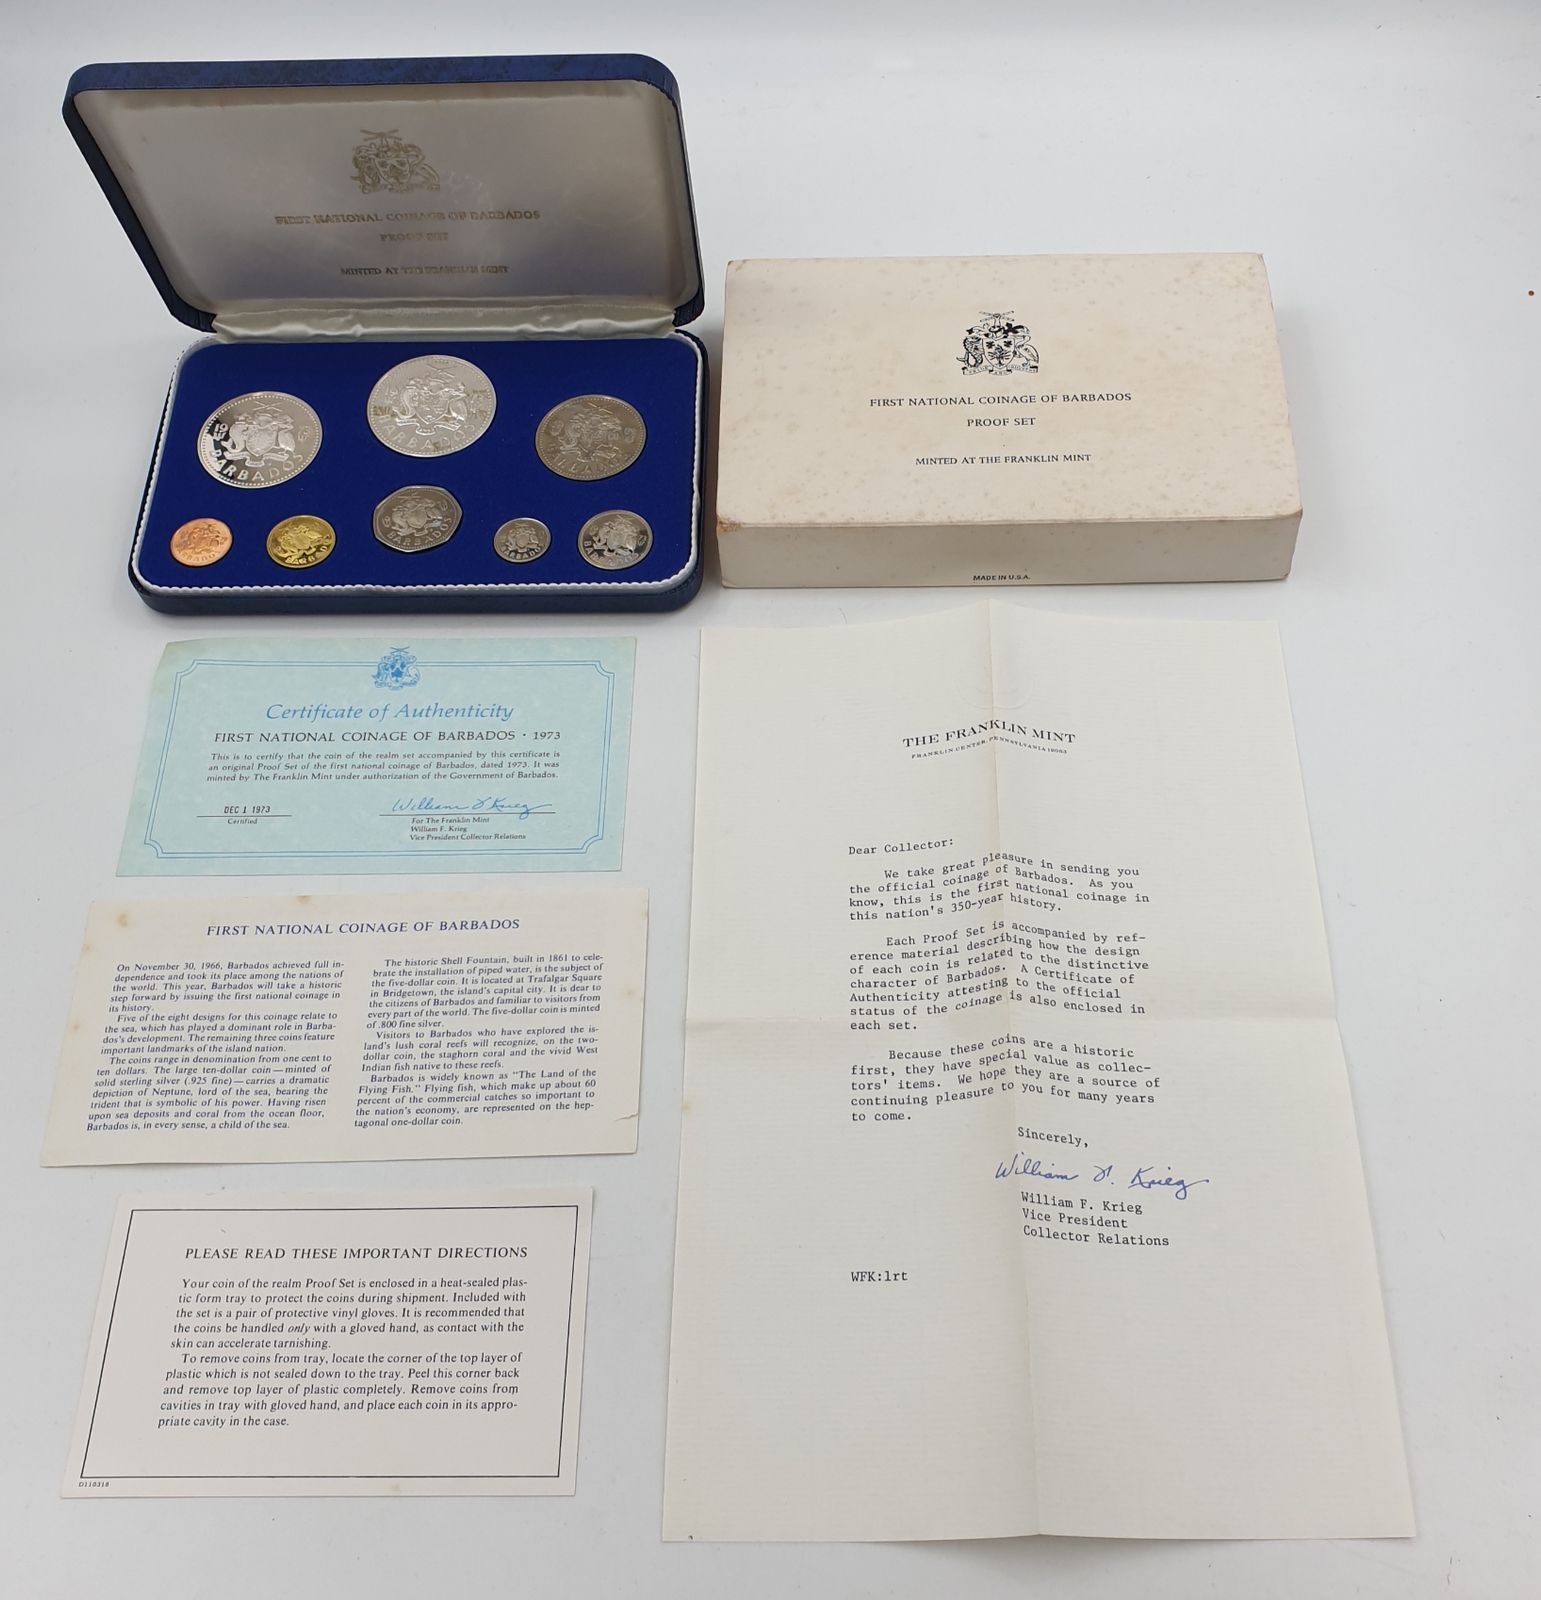 FIRST NATIONAL COINAGE OF BARBADOS
PROOF SET
MINTED AT THE FRANKLIN MINT
19
BARBADOS
BARBADOS
BARBADOS
BARBADOS
BARBADOS
BARBADOS
BARBADOS
BARBADOS
FIRST NATIONAL COINAGE OF BARBADOS
PROOF SET
MINTED AT THE FRANKLIN MINT
MADE IN U.S.A.
Certificate of Authenticity
FIRST NATIONAL COINAGE OF BARBADOS · 1973
This is to certify that the coin of the realm set accompanied by this certificate is
an original Proof Set of the first national coinage of Barbados, dated 1973. It was
minted by The Franklin Mint under authorization of the Government of Barbados.
DEC 1 1973
Certified
William F. Krieg
For The Franklin Mint
William F. Krieg
Vice President Collector Relations
FIRST NATIONAL COINAGE OF BARBADOS
On November 30, 1966, Barbados achieved full in-
dependence and took its place among the nations of
the world. This year, Barbados will take a historic
step forward by issuing the first national coinage in
its history.
Five of the eight designs for this coinage relate to
the sea, which has played a dominant role in Barba-
dos's development. The remaining three coins feature
important landmarks of the island nation.
The coins range in denomination from one cent to
ten dollars. The large ten-dollar coin — minted of
solid sterling silver (.925 fine) — carries a dramatic
depiction of Neptune, lord of the sea, bearing the
trident that is symbolic of his power. Having risen
upon sea deposits and coral from the ocean floor,
Barbados is, in every sense, a child of the sea.
The historic Shell Fountain, built in 1861 to cele-
brate the installation of piped water, is the subject of
the five-dollar coin. It is located at Trafalgar Square
in Bridgetown, the island's capital city. It is dear to
the citizens of Barbados and familiar to visitors from
every part of the world. The five-dollar coin is minted
of .800 fine silver.
Visitors to Barbados who have explored the is-
land's lush coral reefs will recognize, on the two-
dollar coin, the staghorn coral and the vivid West
Indian fish native to these reefs.
Barbados is widely known as "The Land of the
Flying Fish." Flying fish, which make up about 60
percent of the commercial catches so important to
the nation's economy, are represented on the hep-
tagonal one-dollar coin.
PLEASE READ THESE IMPORTANT DIRECTIONS
Your coin of the realm Proof Set is enclosed in a heat-sealed plas-
tic form tray to protect the coins during shipment. Included with
the set is a pair of protective vinyl gloves. It is recommended that
the coins be handled only with a gloved hand, as contact with the
skin can accelerate tarnishing.
To remove coins from tray, locate the corner of the top layer of
plastic which is not sealed down to the tray. Peel this corner back
and remove top layer of plastic completely. Remove coins from
cavities in tray with gloved hand, and place each coin in its appro-
priate cavity in the case.
D110318
THE FRANKLIN MINT
FRANKLIN CENTER, PENNSYLVANIA 19063
Dear Collector:
We take great pleasure in sending you
the official coinage of Barbados. As you
know, this is the first national coinage in
this nation's 350-year history.
Each Proof Set is accompanied by ref-
erence material describing how the design
of each coin is related to the distinctive
character of Barbados. A Certificate of
Authenticity attesting to the official
status of the coinage is also enclosed in
each set.
Because these coins are a historic
first, they have special value as collec-
tors' items. We hope they are a source of
continuing pleasure to you for many years
to come.
Sincerely,
William F. Krieg
William F. Krieg
Vice President
Collector Relations
WFK:lrt